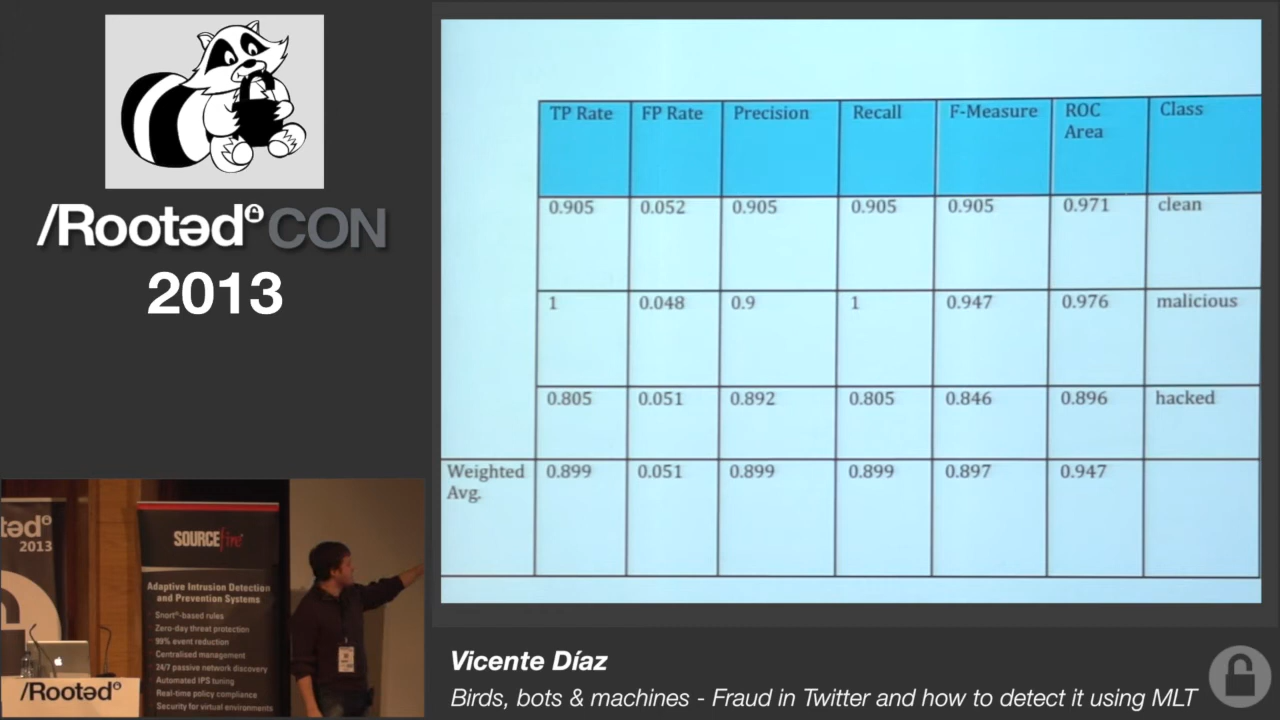 /Rootəd CON
2013
TP Rate FP Rate Precision Recall F-Measure ROC Area Class
0.905 0.052 0.905 0.905 0.905 0.971 clean
1 0.048 0.9 1 0.947 0.976 malicious
0.805 0.051 0.892 0.805 0.846 0.896 hacked
Weighted Avg. 0.899 0.051 0.899 0.899 0.897 0.947
təd
2013
SOURCEfire
Adaptive Intrusion Detection
and Prevention Systems
Snort®-based rules
Zero-day threat protection
99% event reduction
Centralised management
24/7 passive network discovery
Automated IPS tuning
Real-time policy compliance
Security for virtual environments
/Rootəd
Vicente Díaz
Birds, bots & machines - Fraud in Twitter and how to detect it using MLT